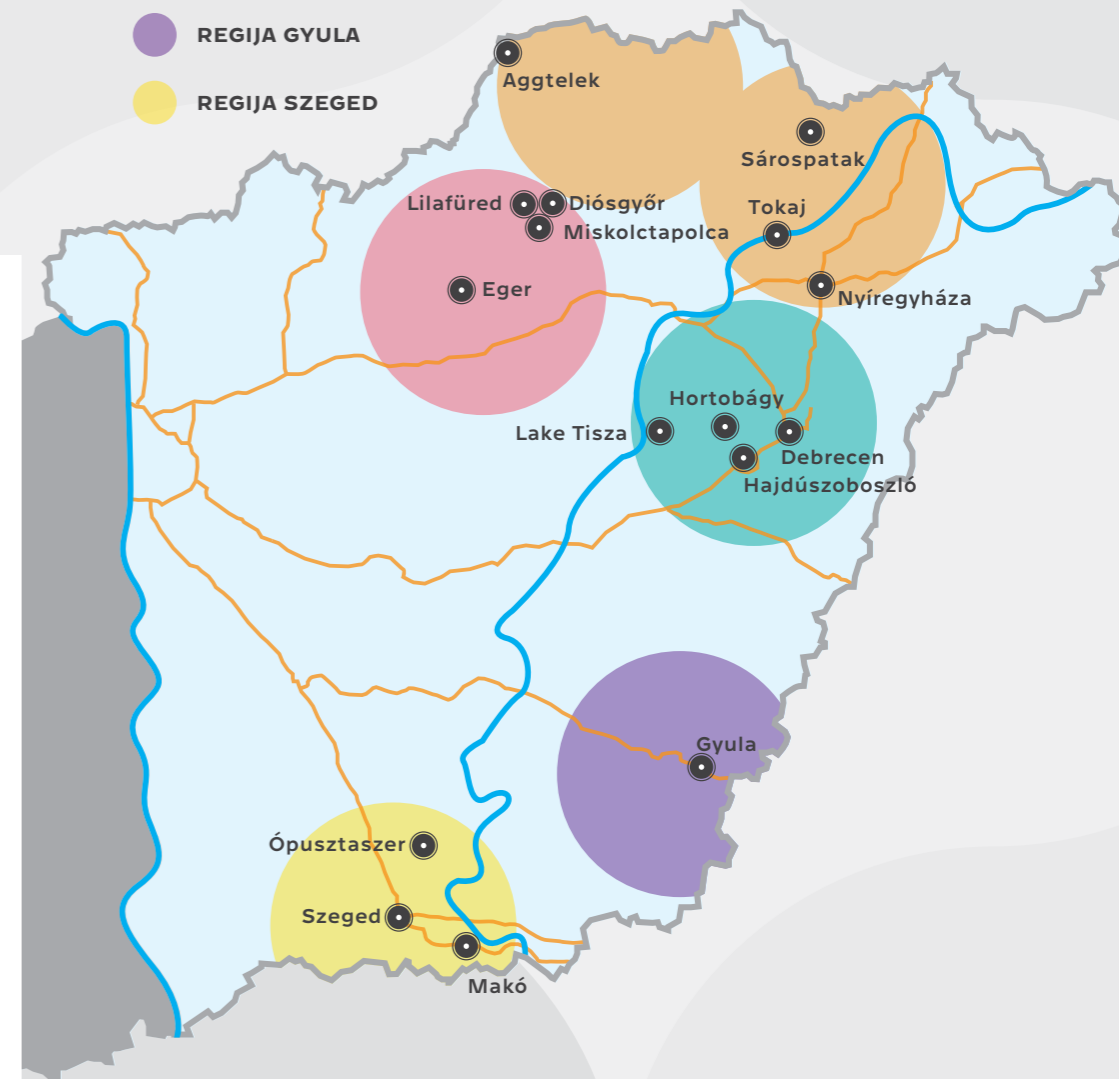 REGIJA GYULA
REGIJA SZEGED
Aggtelek
Sárospatak
Lilafüred
Diósgyőr
Tokaj
Miskolctapolca
Eger
Nyíregyháza
Hortobágy
Lake Tisza
Debrecen
Hajdúszoboszló
Gyula
Ópusztaszer
Szeged
Makó